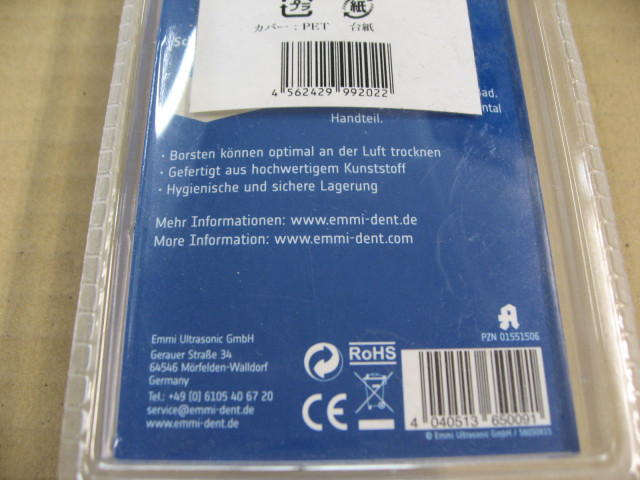 プラ
紙
カバー:PET 台紙
4 562429 992022
Handteil.
· Borsten können optimal an der Luft trocknen
· Gefertigt aus hochwertigem Kunststoff
· Hygienische und sichere Lagerung
Mehr Informationen: www.emmi-dent.de
More Information: www.emmi-dent.com
Emmi Ultrasonic GmbH
Gerauer Straße 34
64546 Mörfelden-Walldorf
Germany
Tel.: +49 (0) 6105 40 67 20
service@emmi-dent.de
www.emmi-dent.de
RoHS
CE
PZN 01551506
4 040513 650091
© Emmi Ultrasonic GmbH /